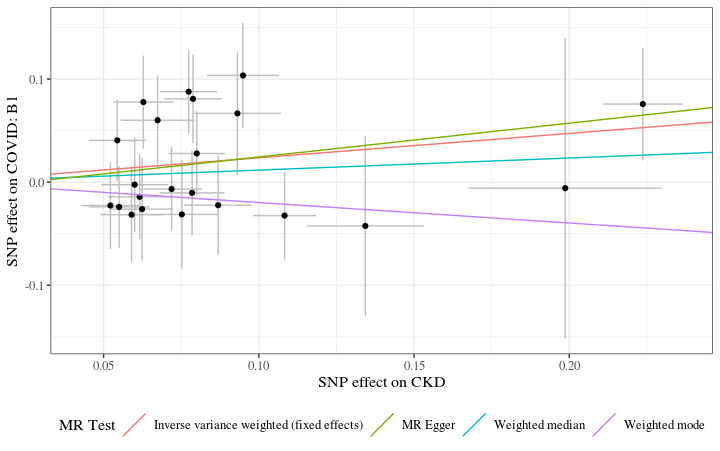 SNP effect on COVID: B1
0.1
0.0
-0.1
0.05
0.10
0.15
0.20
SNP effect on CKD
MR Test
Inverse variance weighted (fixed effects)
MR Egger
Weighted median
Weighted mode